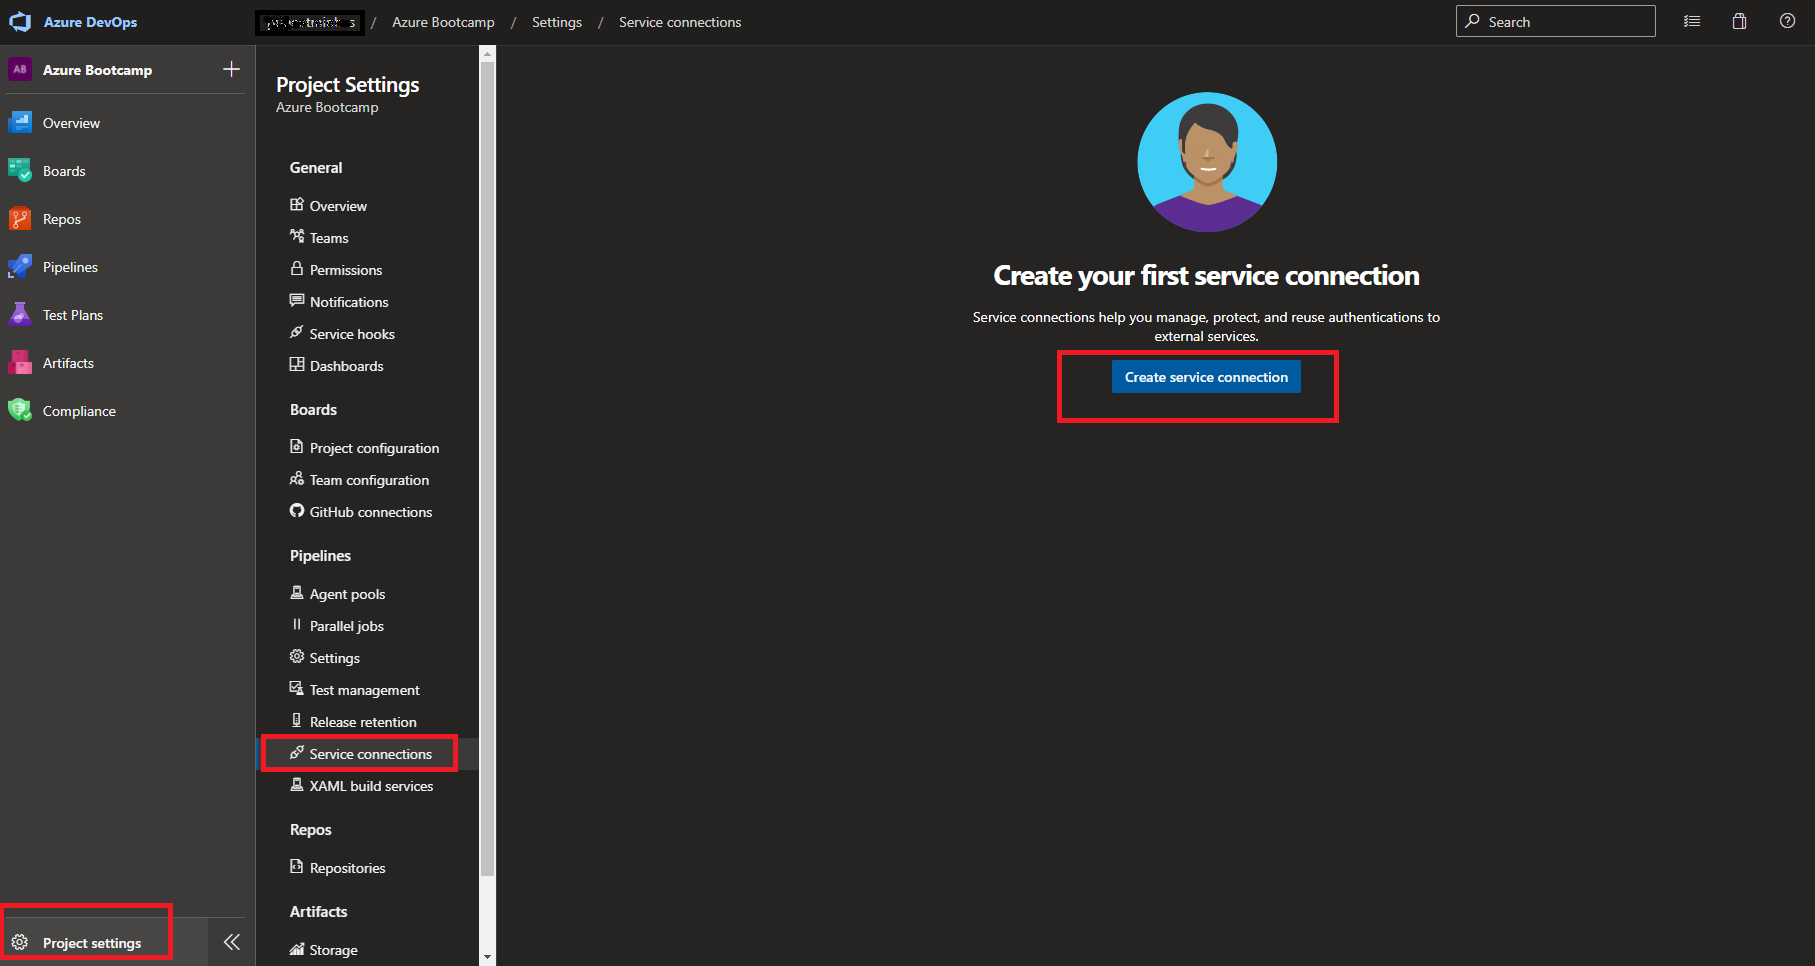 Azure DevOps
/ Azure Bootcamp / Settings / Service connections
Search
AB Azure Bootcamp
Overview
Boards
Repos
Pipelines
Test Plans
Artifacts
Compliance
Project settings
Project Settings
Azure Bootcamp
General
Overview
Teams
Permissions
Notifications
Service hooks
Dashboards
Boards
Project configuration
Team configuration
GitHub connections
Pipelines
Agent pools
Parallel jobs
Settings
Test management
Release retention
Service connections
XAML build services
Repos
Repositories
Artifacts
Storage
Create your first service connection
Service connections help you manage, protect, and reuse authentications to
external services.
Create service connection